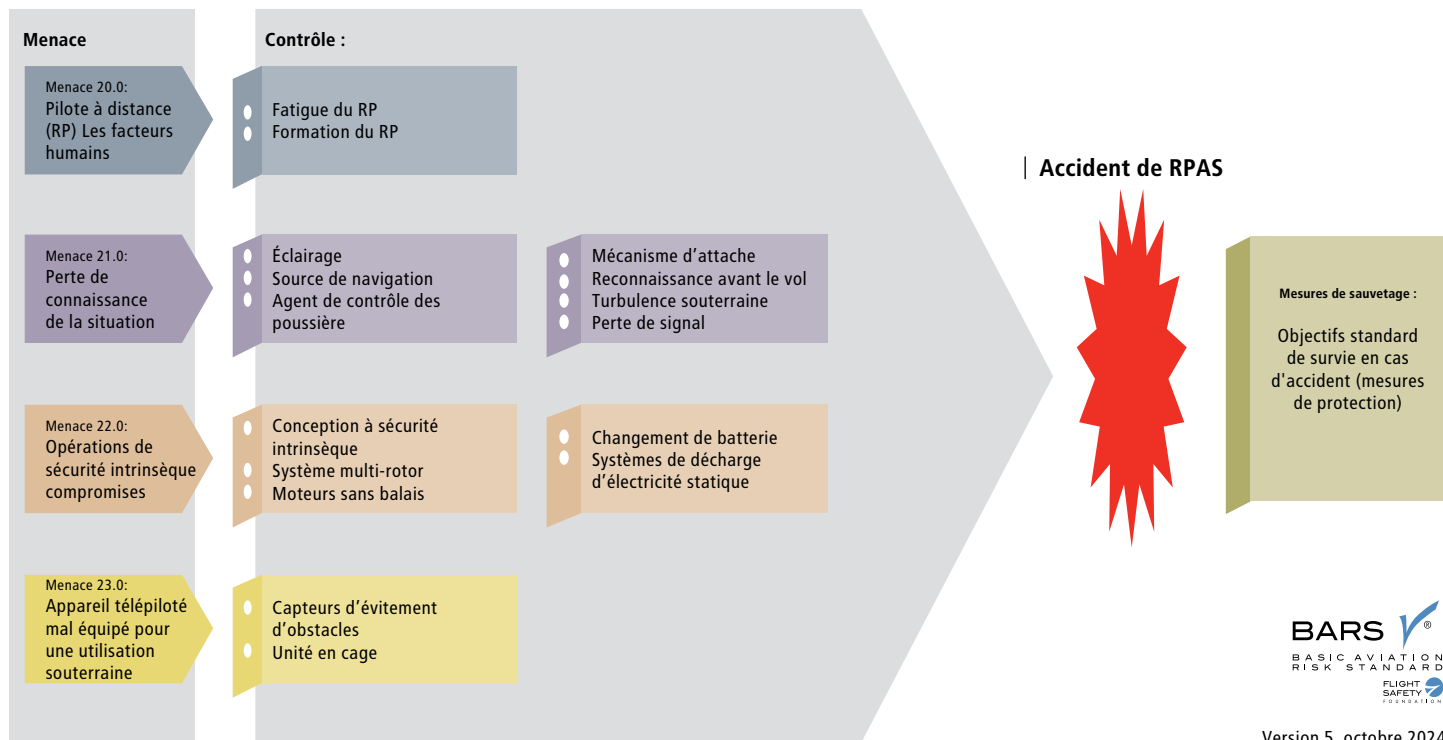 Menace
Contrôle :
Menace 20.0:
Pilote à distance
(RP) Les facteurs
humains
Fatigue du RP
Formation du RP
Menace 21.0:
Perte de
connaissance
de la situation
Éclairage
Source de navigation
Agent de contrôle des
poussière
Mécanisme d’attache
Reconnaissance avant le vol
Turbulence souterraine
Perte de signal
Menace 22.0:
Opérations de
sécurité intrinsèque
compromises
Conception à sécurité
intrinsèque
Système multi-rotor
Moteurs sans balais
Changement de batterie
Systèmes de décharge
d’électricité statique
Menace 23.0:
Appareil télépiloté
mal équipé pour
une utilisation
souterraine
Capteurs d’évitement
d’obstacles
Unité en cage
| Accident de RPAS
Mesures de sauvetage :
Objectifs standard
de survie en cas
d'accident (mesures
de protection)
BARS ®
BASIC AVIATION
RISK STANDARD
FLIGHT
SAFETY
FOUNDATION
Version 5, octobre 2024